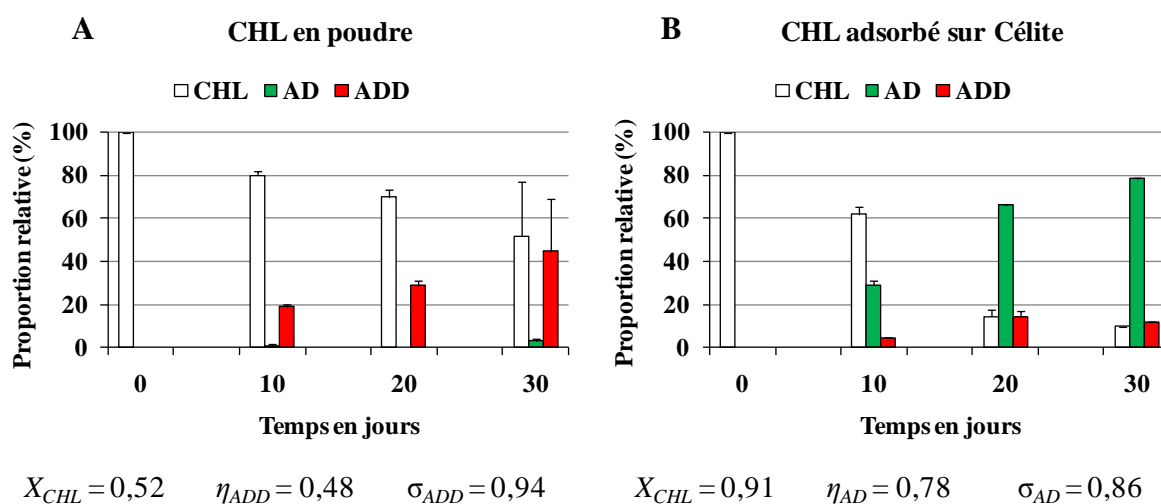 A CHL en poudre
CHL AD ADD
Proportion relative (%)
100
80
60
40
20
0
0 10 20 30
Temps en jours
X_CHL = 0,52 η_ADD = 0,48 σ_ADD = 0,94
B CHL adsorbé sur Célite
CHL AD ADD
Proportion relative (%)
100
80
60
40
20
0
0 10 20 30
Temps en jours
X_CHL = 0,91 η_AD = 0,78 σ_AD = 0,86